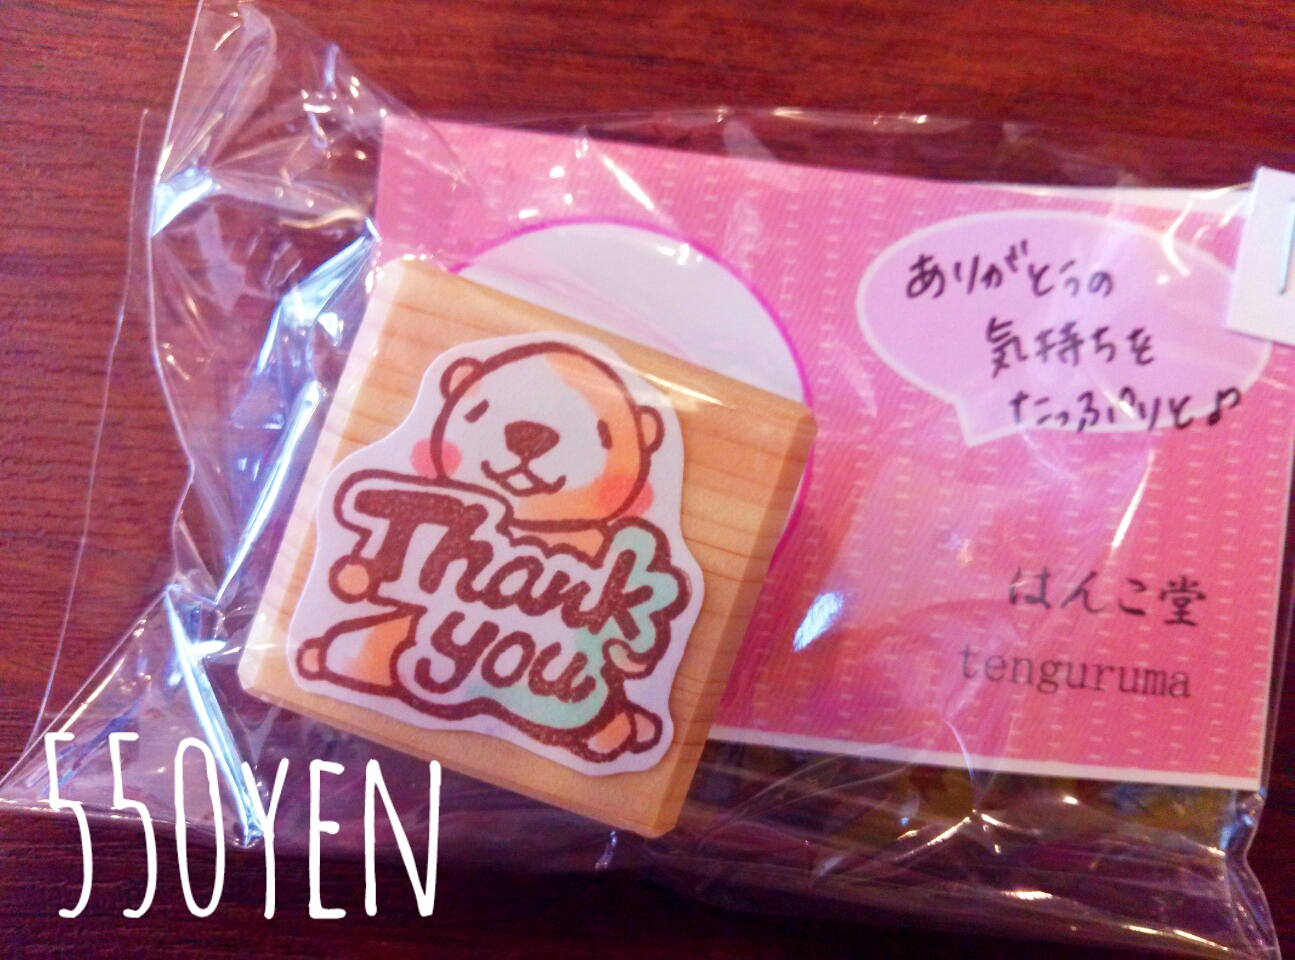 ありがとうの
気持ちを
たっぷりと♪
Thank
you
はんこ堂
tenguruma
550YEN